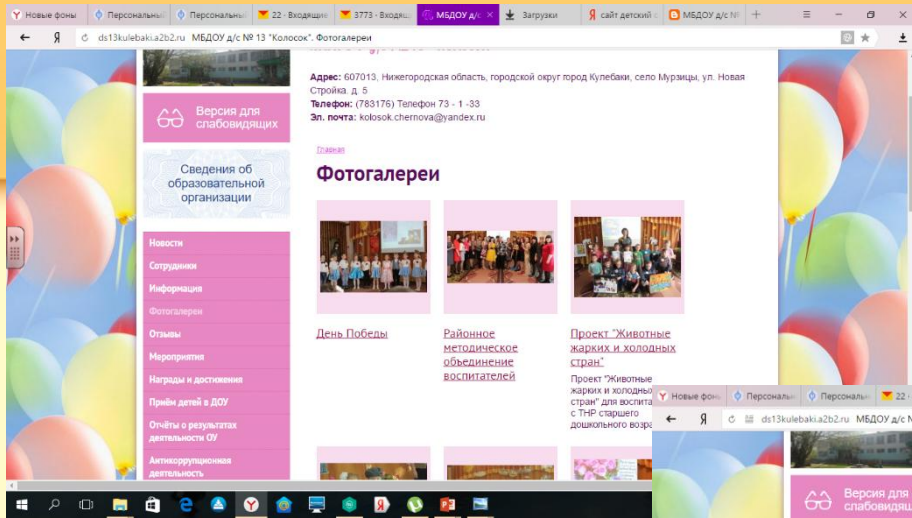 Новые фоны
Персональны
Персональны
22 · Входящие
3773 · Входящ
МБДОУ д/с
Загрузки
сайт детский с
МБДОУ д/с №
ds13kulebaki.a2b2.ru МБДОУ д/с № 13 "Колосок". Фотогалереи
Адрес: 607013, Нижегородская область, городской округ город Кулебаки, село Мурзицы, ул. Новая
Стройка. д. 5
Телефон: (783176) Телефон 73 - 1 -33
Эл. почта: kolosok.chernova@yandex.ru
Версия для
слабовидящих
Главная
Фотогалереи
Сведения об
образовательной
организации
Новости
Сотрудники
Информация
Фотогалереи
Отзывы
Мероприятия
Награды и достижения
Приём детей в ДОУ
Отчёты о результатах
деятельности ОУ
Антикоррупционная
деятельность
День Победы
Районное
методическое
объединение
воспитателей
Проект "Животные
жарких и холодных
стран"
Проект "Животные
жарких и холодных
стран" для воспита
с ТНР старшего
дошкольного возра
Новые фоны
Персональн
Персональн
22 ·
ds13kulebaki.a2b2.ru МБДОУ д/с №
Версия для
слабовидящ